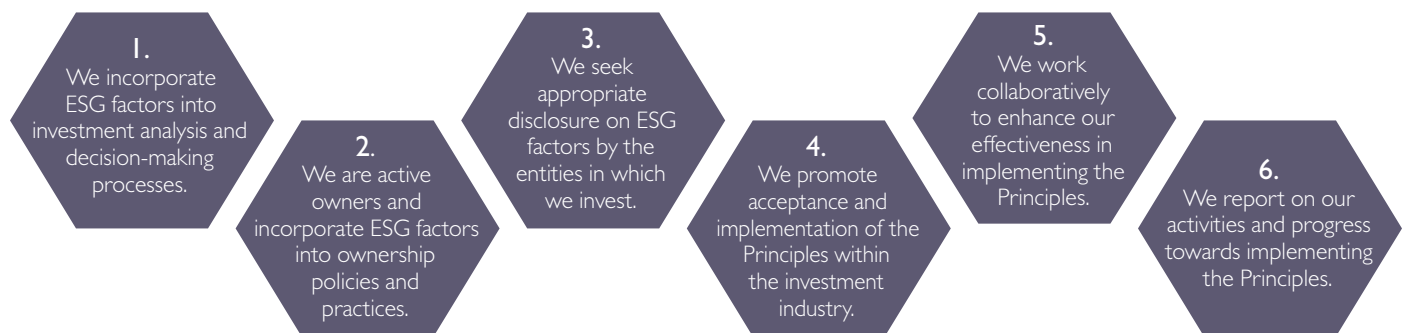 1.
We incorporate
ESG factors into
investment analysis and
decision-making
processes.
2.
We are active
owners and
incorporate ESG factors
into ownership
policies and
practices.
3.
We seek
appropriate
disclosure on ESG
factors by the
entities in which
we invest.
4.
We promote
acceptance and
implementation of the
Principles within
the investment
industry.
5.
We work
collaboratively
to enhance our
effectiveness in
implementing the
Principles.
6.
We report on our
activities and progress
towards implementing
the Principles.